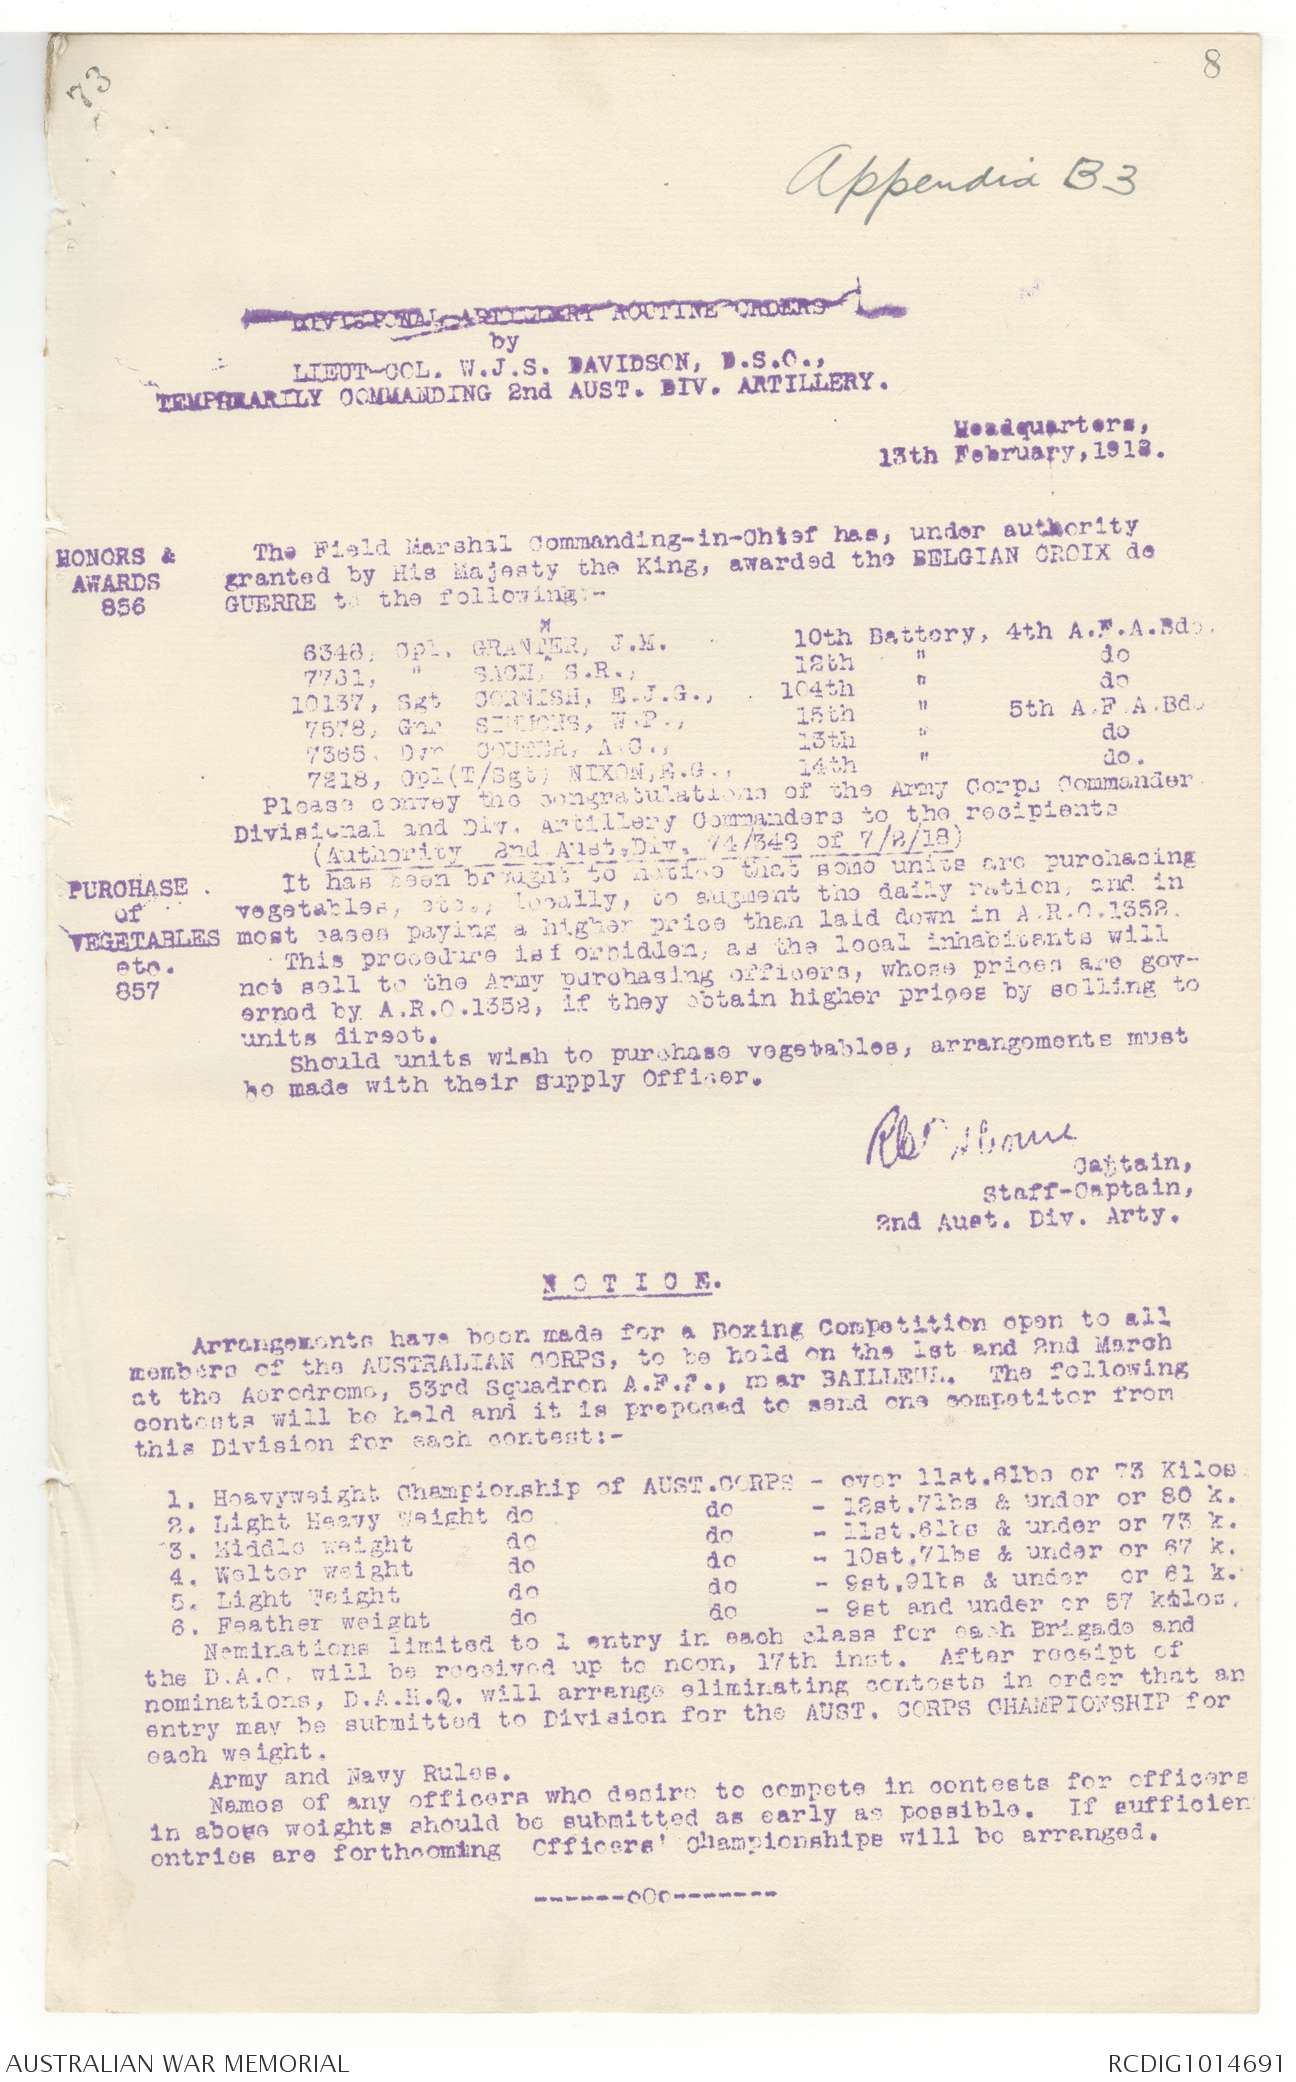 73
8
Appendix B3
DIVISIONAL ARTILLERY ROUTINE ORDERS
by
LIEUT-COL. W.J.S. DAVIDSON, D.S.O.,
TEMPORARILY COMMANDING 2nd AUST. DIV. ARTILLERY.
Headquarters,
13th February, 1918.
HONORS &
AWARDS
856
The Field Marshal Commanding-in-Chief has, under authority
granted by His Majesty the King, awarded the BELGIAN CROIX de
GUERRE to the following:-
6348, Cpl. GRANTER, J.M. 10th Battery, 4th A.F.A.Bde.
7761, " SACH, S.R., 12th " do
10137, Sgt CORNISH, E.J.G., 104th " do
7578, Gnr SIMMONS, W.P., 15th " 5th A.F.A.Bde
7365, Dvr COUTER, A.C., 13th " do
7218, Cpl(T/Sgt) NIXON,E.G., 14th " do.
Please convey the congratulations of the Army Corps Commander
Divisional and Div. Artillery Commanders to the recipients
(Authority 2nd Aust.Div. 74/343 of 7/2/18)
PURCHASE
of
VEGETABLES
etc.
857
It has been brought to notice that some units are purchasing
vegetables, etc., locally, to augment the daily ration, and in
most cases paying a higher price than laid down in A.R.O.1352.
This procedure isf orbidden, as the local inhabitants will
not sell to the Army purchasing officers, whose prices are gov-
erned by A.R.O.1352, if they obtain higher prices by selling to
units direct.
Should units wish to purchase vegetables, arrangements must
be made with their Supply Officer.
Captain,
Staff-Captain,
2nd Aust. Div. Arty.
N O T I C E.
Arrangements have been made for a Boxing Competition open to all
members of the AUSTRALIAN CORPS, to be held on the 1st and 2nd March
at the Aerodrome, 53rd Squadron A.F.F., near BAILLEUL. The following
contests will be held and it is proposed to send one competitor from
this Division for each contest:-
1. Heavyweight Championship of AUST.CORPS - over 11st.6lbs or 73 Kilos.
2. Light Heavy Weight do do - 12st.7lbs & under or 80 k.
3. Middle weight do do - 11st.6lbs & under or 73 k.
4. Welter weight do do - 10st.7lbs & under or 67 k.
5. Light Weight do do - 9st.9lbs & under or 61 k.
6. Feather weight do do - 9st and under or 57 kilos.
Nominations limited to 1 entry in each class for each Brigade and
the D.A.C. will be received up to noon, 17th inst. After receipt of
nominations, D.A.H.Q. will arrange eliminating contests in order that an
entry may be submitted to Division for the AUST. CORPS CHAMPIONSHIP for
each weight.
Army and Navy Rules.
Names of any officers who desire to compete in contests for officers
in above weights should be submitted as early as possible. If sufficien
entries are forthcoming Officers' Championships will be arranged.
------oOo-------
AUSTRALIAN WAR MEMORIAL
RCDIG1014691